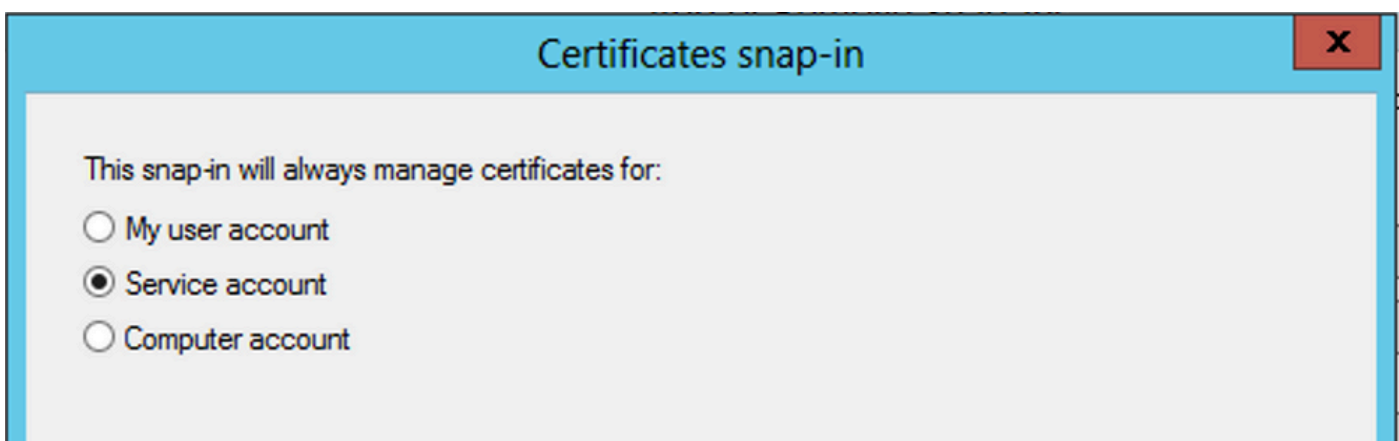 Certificates snap-in
x
This snap-in will always manage certificates for:
My user account
Service account
Computer account